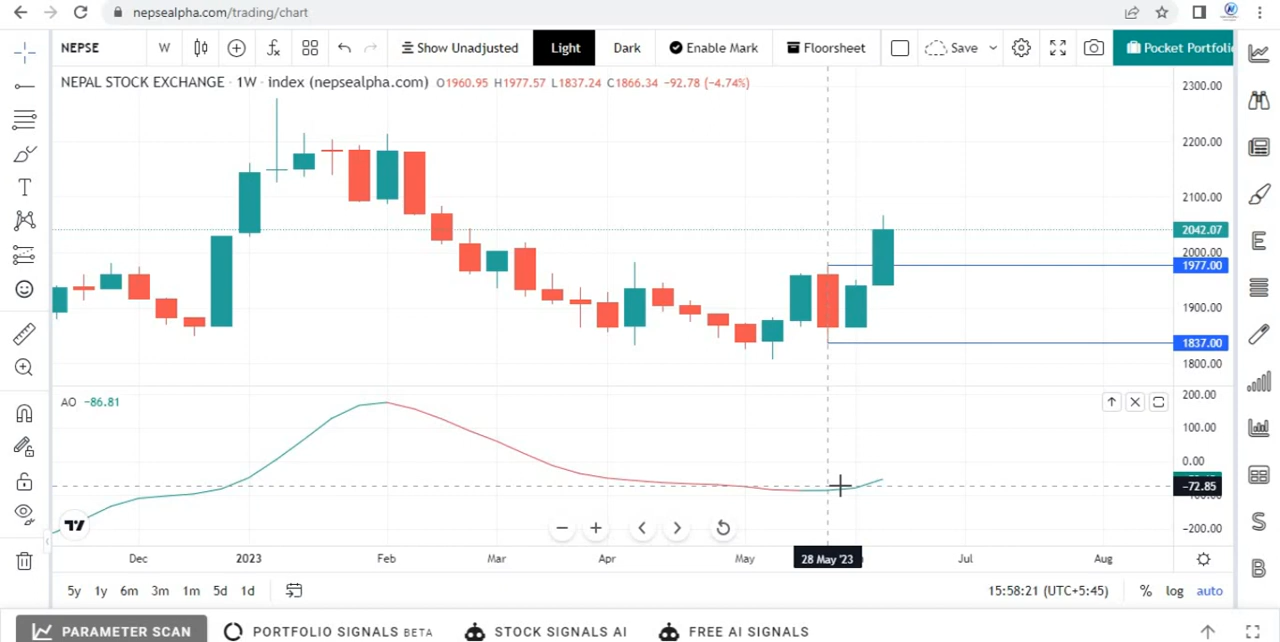 nepsealpha.com/trading/chart
NEPSE W Show Unadjusted Light Dark Enable Mark Floorsheet Save Pocket Portfoli
NEPAL STOCK EXCHANGE · 1W · index (nepsealpha.com) O1960.95 H1977.57 L1837.24 C1866.34 −92.78 (−4.74%)
2300.00
2200.00
2100.00
2042.07
2000.00
1977.00
1900.00
1837.00
1800.00
AO −86.81
200.00
100.00
0.00
−72.85
−200.00
Dec 2023 Feb Mar Apr May 28 May '23 Jul Aug
5y 1y 6m 3m 1m 5d 1d 15:58:21 (UTC+5:45) % log auto
PARAMETER SCAN PORTFOLIO SIGNALS BETA STOCK SIGNALS AI FREE AI SIGNALS
T
E
S
B